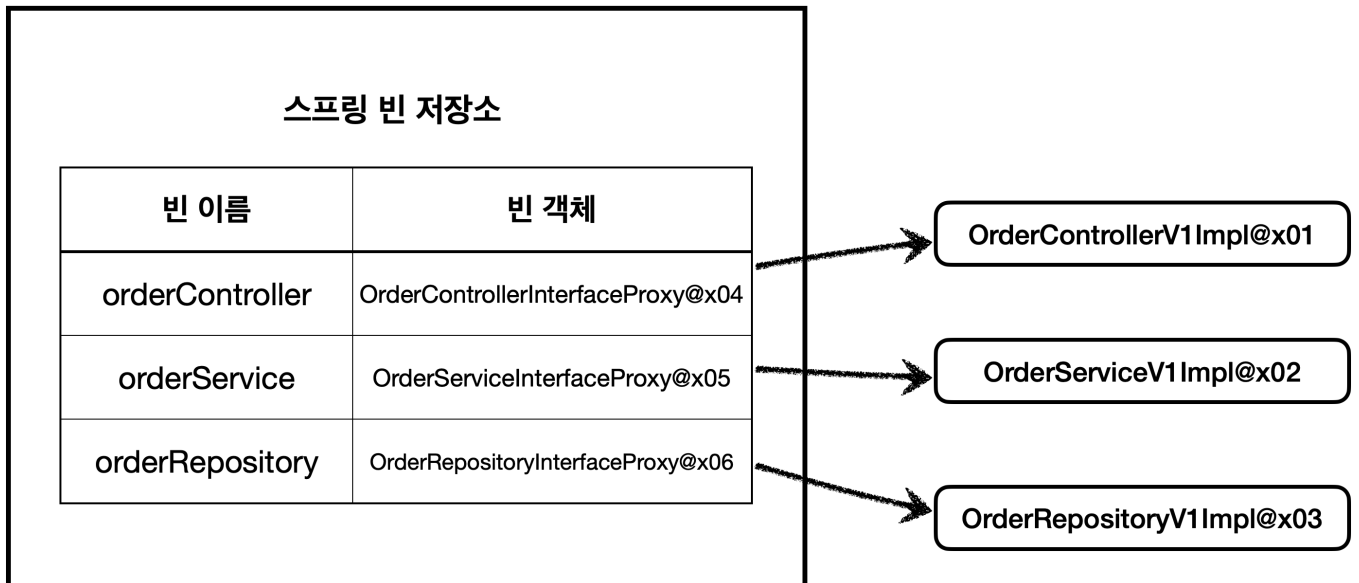 스프링 빈 저장소
빈 이름
빈 객체
orderController
OrderControllerInterfaceProxy@x04
orderService
OrderServiceInterfaceProxy@x05
orderRepository
OrderRepositoryInterfaceProxy@x06
OrderControllerV1Impl@x01
OrderServiceV1Impl@x02
OrderRepositoryV1Impl@x03